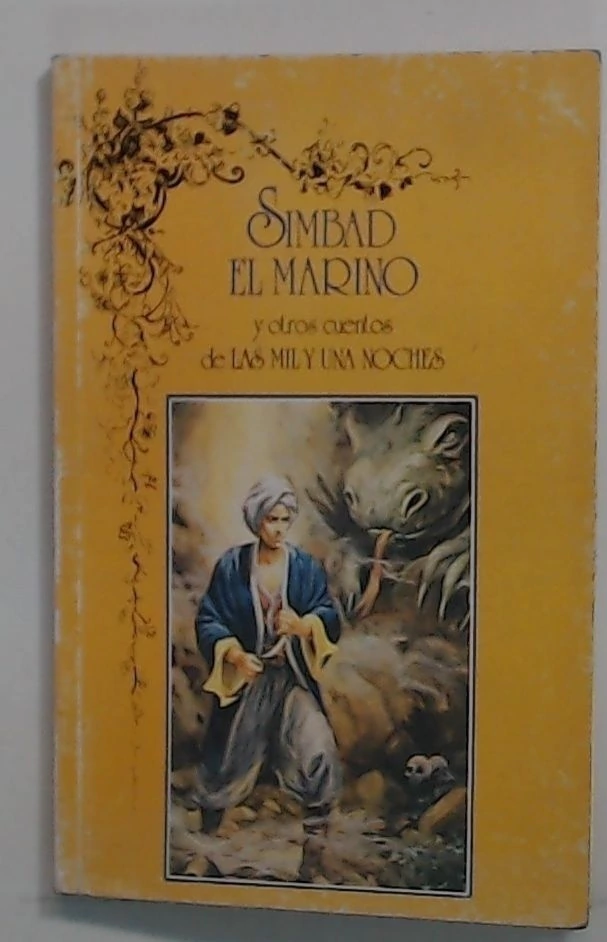 SIMBAD
EL MARINO
y otros cuentos
de LAS MIL Y UNA NOCHES